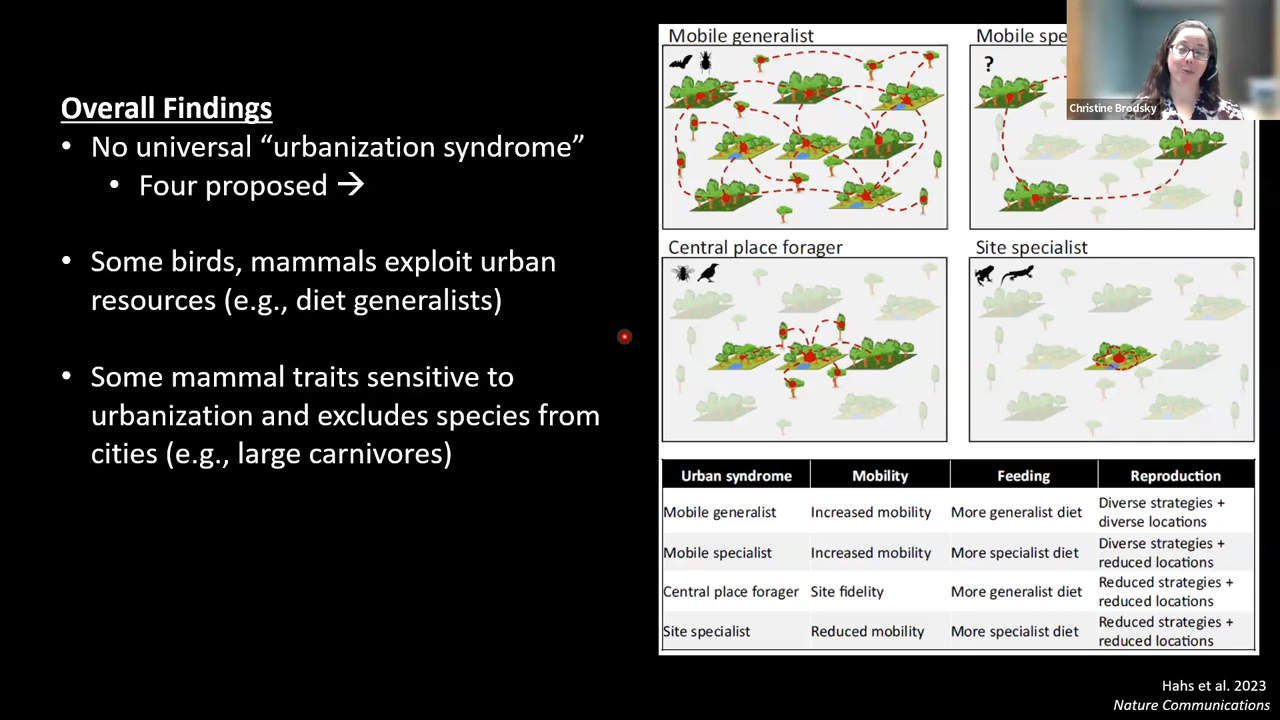 Overall Findings
• No universal “urbanization syndrome”
• Four proposed →
• Some birds, mammals exploit urban
resources (e.g., diet generalists)
• Some mammal traits sensitive to
urbanization and excludes species from
cities (e.g., large carnivores)
Mobile generalist
Mobile spe
?
Christine Brodsky
Central place forager
Site specialist
Urban syndrome Mobility Feeding Reproduction
Mobile generalist Increased mobility More generalist diet Diverse strategies +
diverse locations
Mobile specialist Increased mobility More specialist diet Diverse strategies +
reduced locations
Central place forager Site fidelity More generalist diet Reduced strategies +
reduced locations
Site specialist Reduced mobility More specialist diet Reduced strategies +
reduced locations
Hahs et al. 2023
Nature Communications